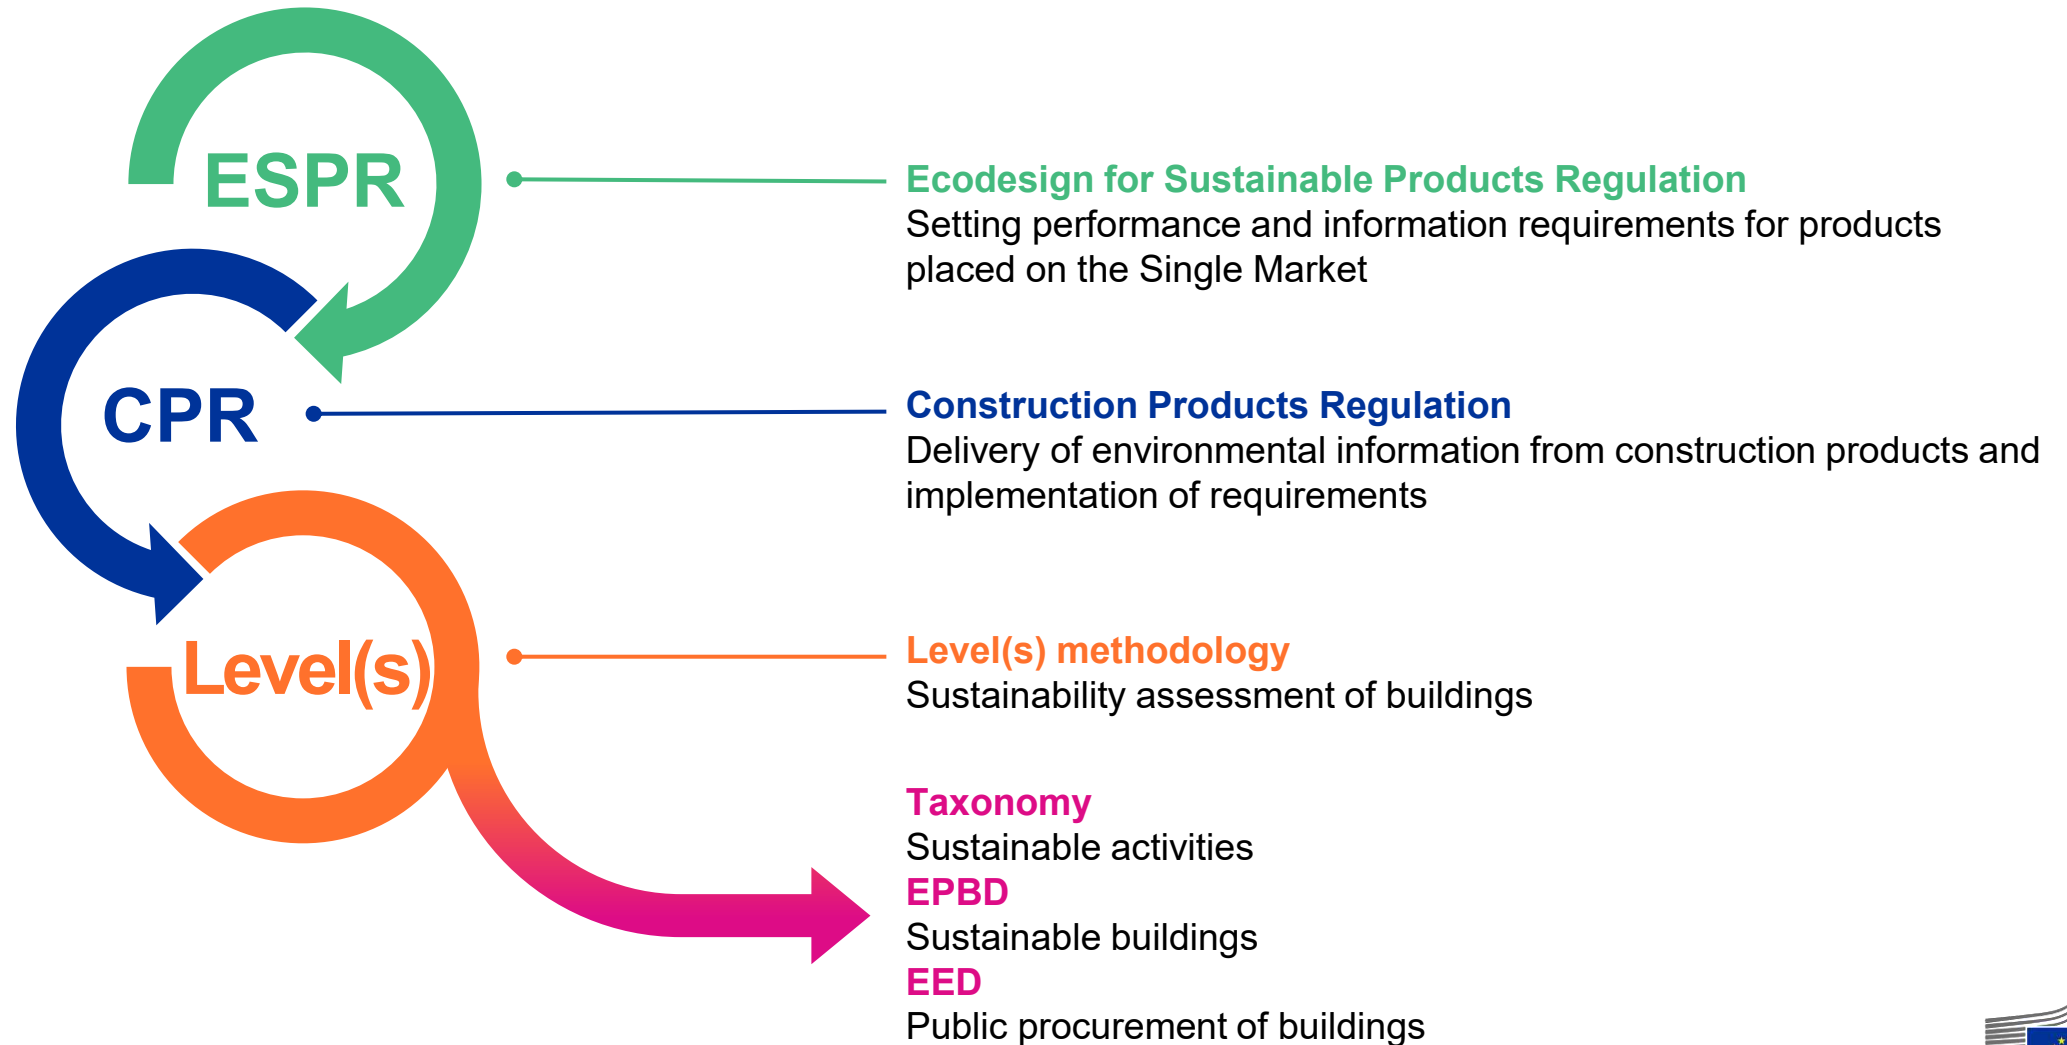 ESPR
Ecodesign for Sustainable Products Regulation
Setting performance and information requirements for products
placed on the Single Market
CPR
Construction Products Regulation
Delivery of environmental information from construction products and
implementation of requirements
Level(s)
Level(s) methodology
Sustainability assessment of buildings
Taxonomy
Sustainable activities
EPBD
Sustainable buildings
EED
Public procurement of buildings